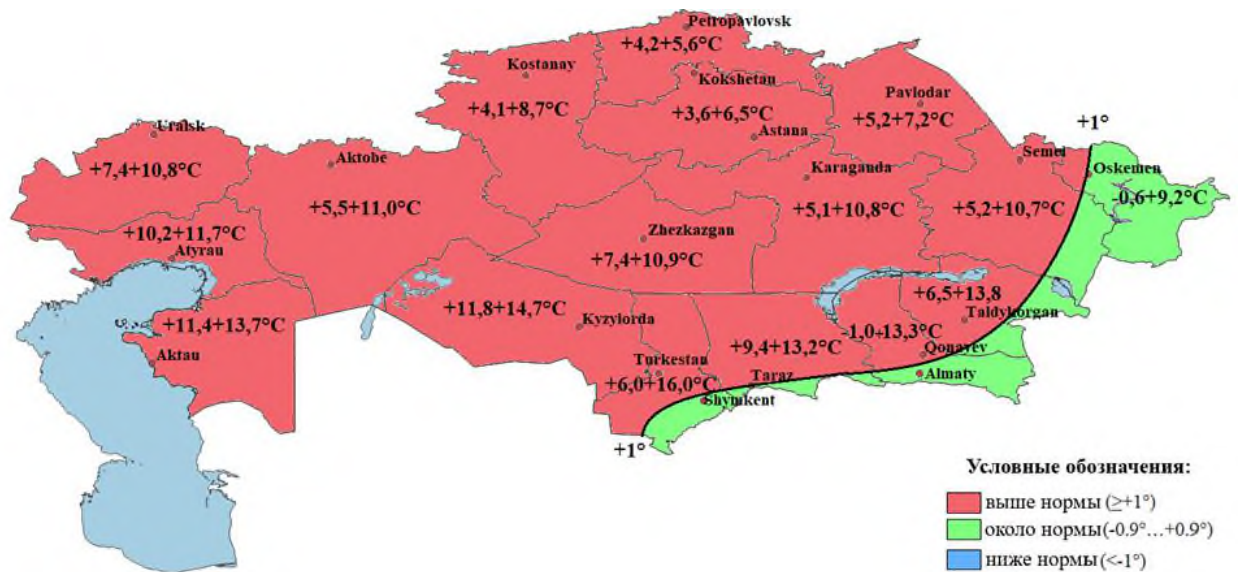 Petropavlovsk
+4,2+5,6°C
Kostanay
Kokshetau
+4,1+8,7°C
Pavlodar
+3,6+6,5°C
+5,2+7,2°C
Astana
Uralsk
+1°
Aktobe
Semei
+7,4+10,8°C
Karaganda
Oskemen
-0,6+9,2°C
+5,5+11,0°C
+5,1+10,8°C
+5,2+10,7°C
+10,2+11,7°C
Atyrau
Zhezkazgan
+7,4+10,9°C
+6,5+13,8
+11,8+14,7°C
Taldykorgan
+11,4+13,7°C
Kyzylorda
-1,0+13,3°C
+9,4+13,2°C
Qonayev
Aktau
Turkestan
Taraz
Almaty
+6,0+16,0°C
Shymkent
+1°
Условные обозначения:
выше нормы (≥+1°)
около нормы (-0.9°…+0.9°)
ниже нормы (<-1°)